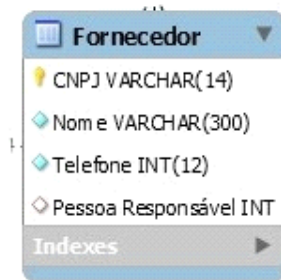 Fornecedor
CNPJ VARCHAR(14)
Nome VARCHAR(300)
Telefone INT(12)
Pessoa Responsável INT
Indexes